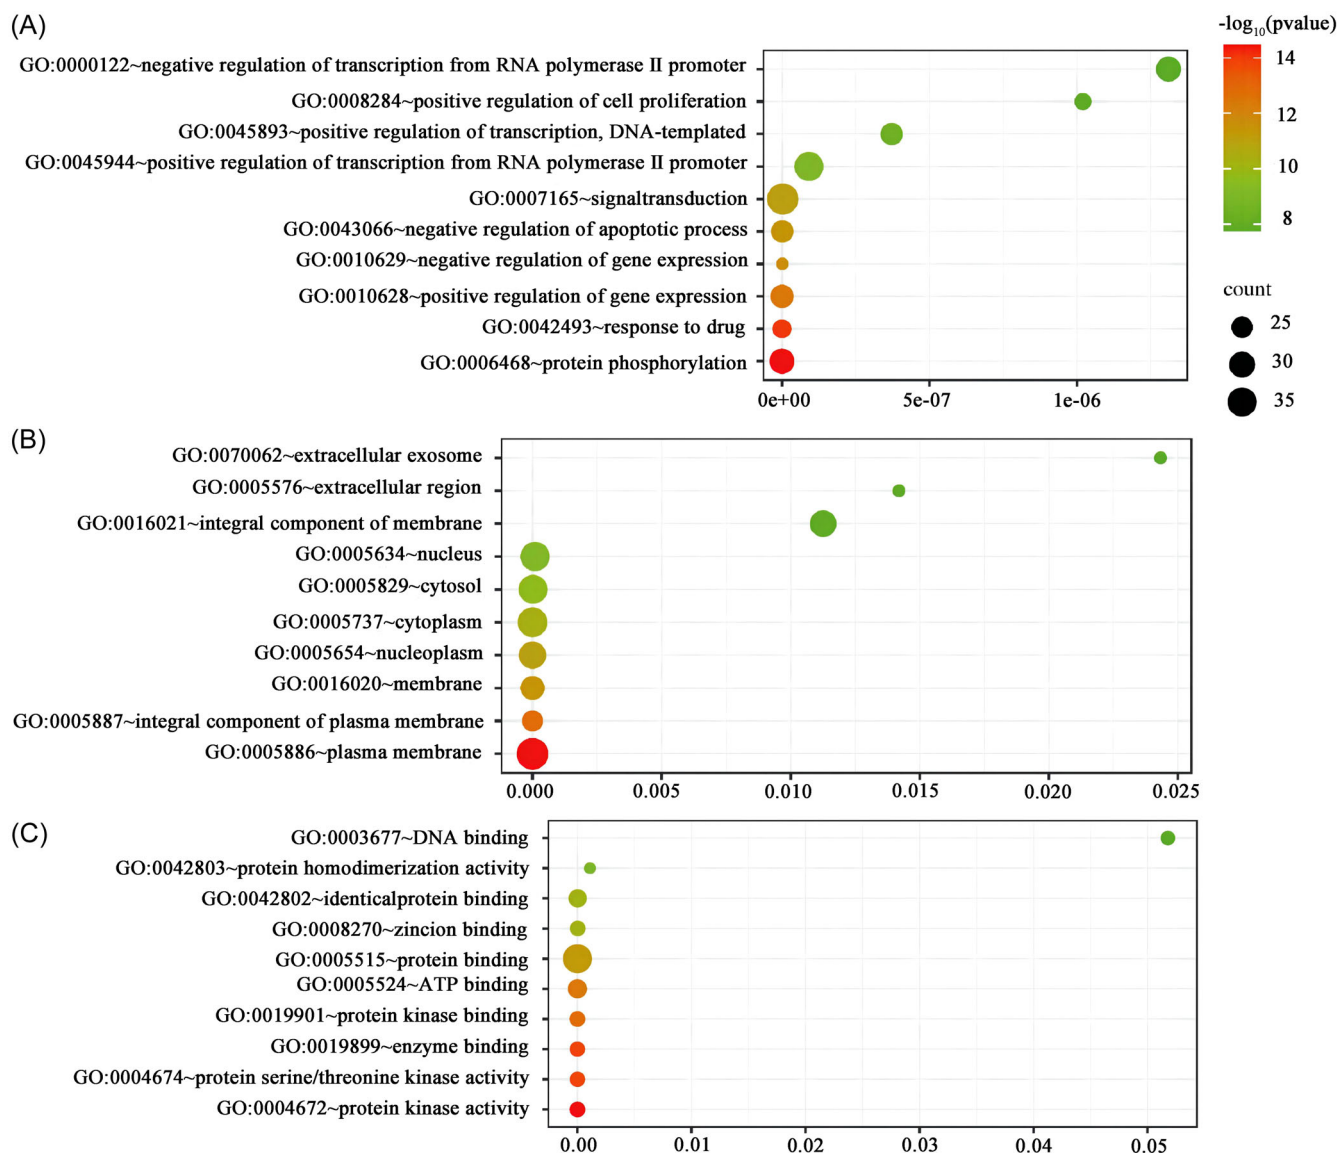 (A)
-log10(pvalue)
GO:0000122~negative regulation of transcription from RNA polymerase II promoter
GO:0008284~positive regulation of cell proliferation
GO:0045893~positive regulation of transcription, DNA-templated
GO:0045944~positive regulation of transcription from RNA polymerase II promoter
GO:0007165~signaltransduction
GO:0043066~negative regulation of apoptotic process
GO:0010629~negative regulation of gene expression
GO:0010628~positive regulation of gene expression
GO:0042493~response to drug
GO:0006468~protein phosphorylation
0e+00 5e-07 1e-06
14
12
10
8
count
25
30
35
(B)
GO:0070062~extracellular exosome
GO:0005576~extracellular region
GO:0016021~integral component of membrane
GO:0005634~nucleus
GO:0005829~cytosol
GO:0005737~cytoplasm
GO:0005654~nucleoplasm
GO:0016020~membrane
GO:0005887~integral component of plasma membrane
GO:0005886~plasma membrane
0.000 0.005 0.010 0.015 0.020 0.025
(C)
GO:0003677~DNA binding
GO:0042803~protein homodimerization activity
GO:0042802~identicalprotein binding
GO:0008270~zincion binding
GO:0005515~protein binding
GO:0005524~ATP binding
GO:0019901~protein kinase binding
GO:0019899~enzyme binding
GO:0004674~protein serine/threonine kinase activity
GO:0004672~protein kinase activity
0.00 0.01 0.02 0.03 0.04 0.05